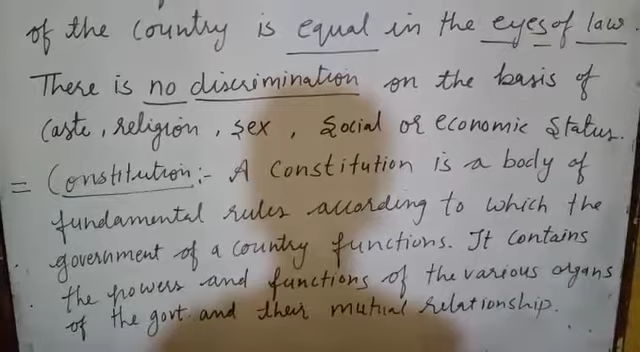 of the country is equal in the eyes of law.
There is no discrimination on the basis of
Caste, religion, sex, Social or economic Status.
= Constitution:- A Constitution is a body of
fundamental rules according to which the
government of a country functions. It contains
the powers and functions of the various organs
of the govt. and their mutual relationship.